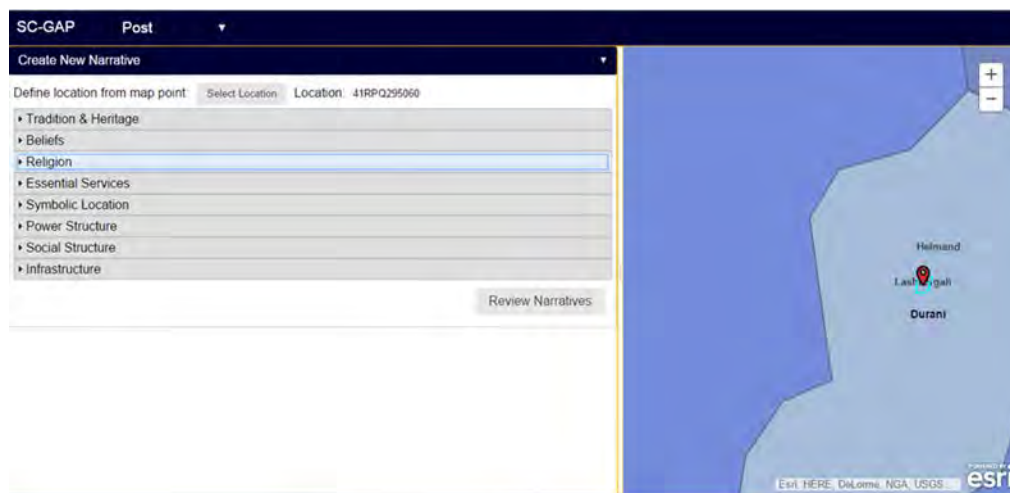 SC-GAP Post
Create New Narrative
Define location from map point Select Location Location: 41RPQ295060
Tradition & Heritage
Beliefs
Religion
Essential Services
Symbolic Location
Power Structure
Social Structure
Infrastructure
Review Narratives
+
−
Helmand
Durani
Esri, HERE, DeLorme, NGA, USGS
esri